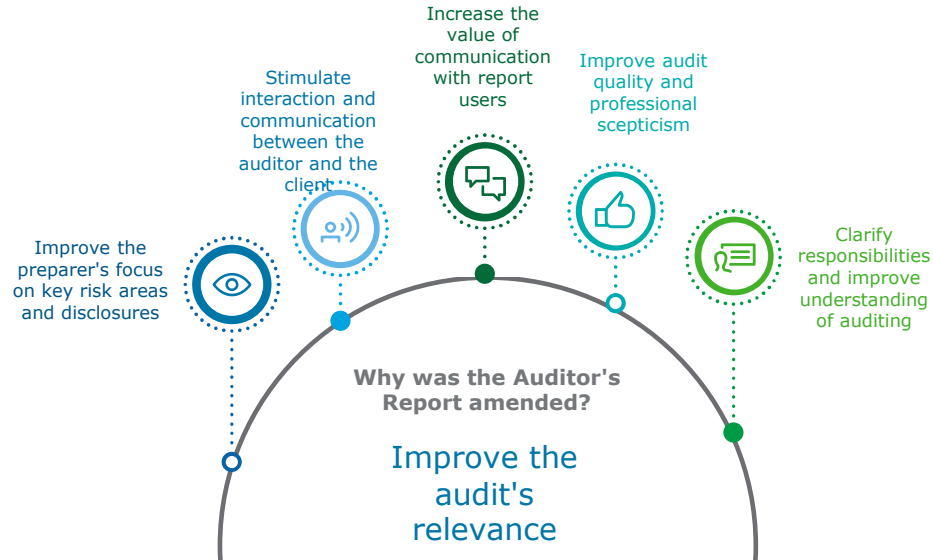 Improve the
preparer's focus
on key risk areas
and disclosures
Stimulate
interaction and
communication
between the
auditor and the
client
Increase the
value of
communication
with report
users
Improve audit
quality and
professional
scepticism
Clarify
responsibilities
and improve
understanding
of auditing
Why was the Auditor's
Report amended?
Improve the
audit's
relevance